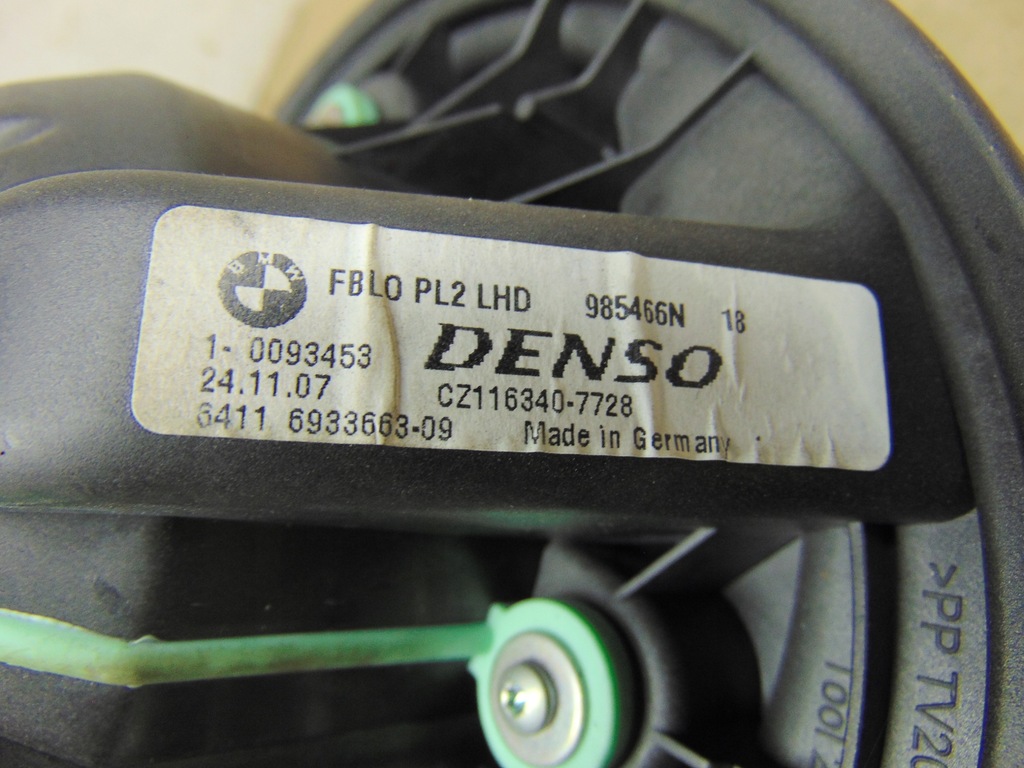 BMW
FBLO PL2 LHD 985466N 18
1- 0093453
DENSO
24.11.07
CZ116340-7728
6411 6933663-09
Made in Germany
>PP TV20